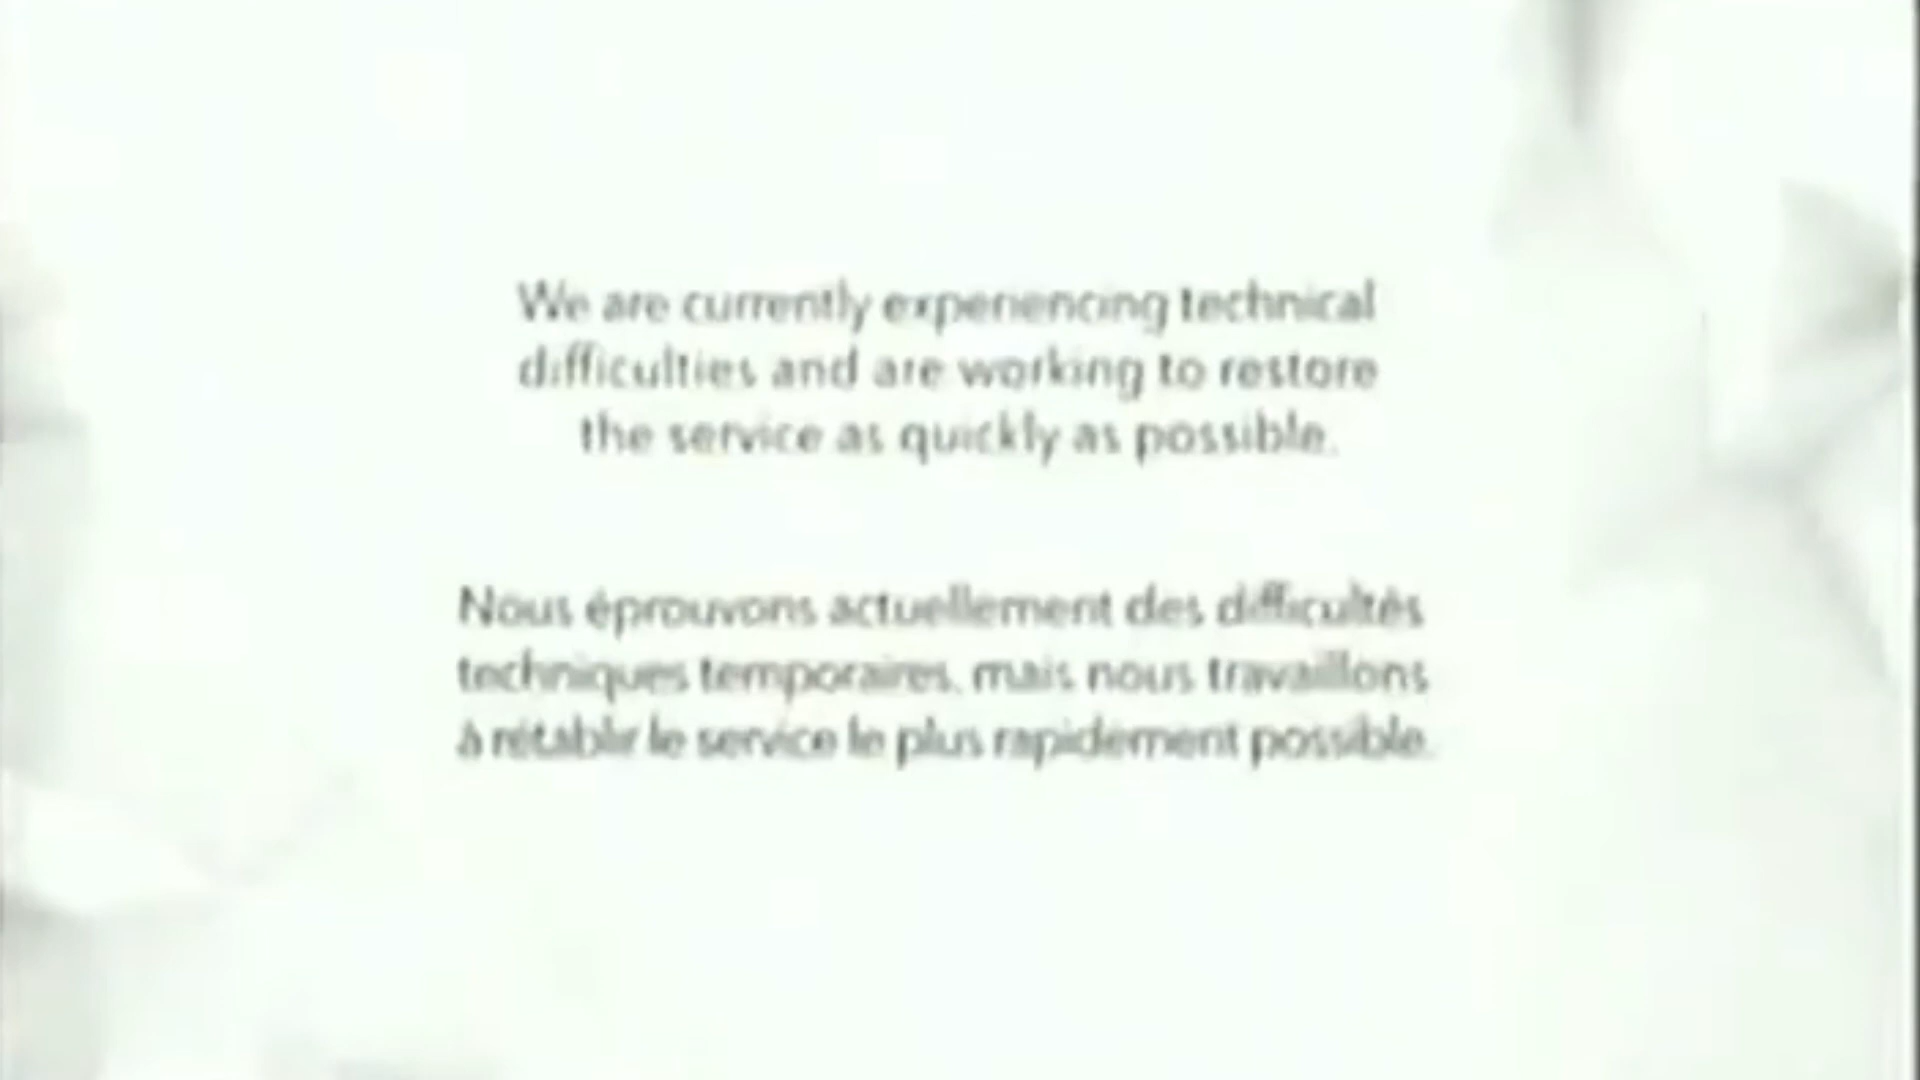 We are currently experiencing technical
difficulties and are working to restore
the service as quickly as possible.
Nous éprouvons actuellement des difficultés
techniques temporaires, mais nous travaillons
à rétablir le service le plus rapidement possible.